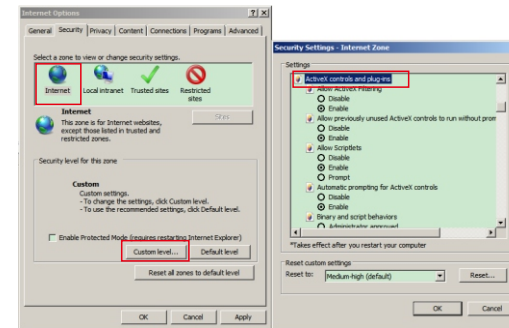 Internet Options
General Security Privacy Content Connections Programs Advanced
Select a zone to view or change security settings.
Internet Local intranet Trusted sites Restricted
sites
Internet
This zone is for Internet websites,
except those listed in trusted and
restricted zones.
Sites
Security level for this zone
Custom
Custom settings.
- To change the settings, click Custom level.
- To use the recommended settings, click Default level.
Enable Protected Mode (requires restarting Internet Explorer)
Custom level... Default level
Reset all zones to default level
OK Cancel Apply
Security Settings - Internet Zone
Settings
ActiveX controls and plug-ins
Allow ActiveX Filtering
Disable
Enable
Allow previously unused ActiveX controls to run without prom
Disable
Enable
Allow Scriptlets
Disable
Enable
Prompt
Automatic prompting for ActiveX controls
Disable
Enable
Binary and script behaviors
Administrator approved
*Takes effect after you restart your computer
Reset custom settings
Reset to: Medium-high (default) Reset...
OK Cancel